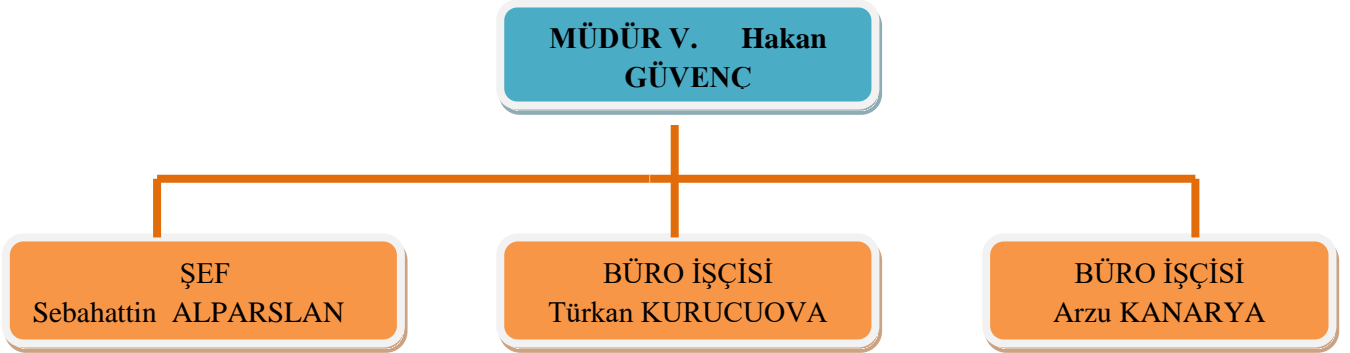 MÜDÜR V. Hakan
GÜVENÇ
ŞEF
Sebahattin ALPARSLAN
BÜRO İŞÇİSİ
Türkan KURUCUOVA
BÜRO İŞÇİSİ
Arzu KANARYA